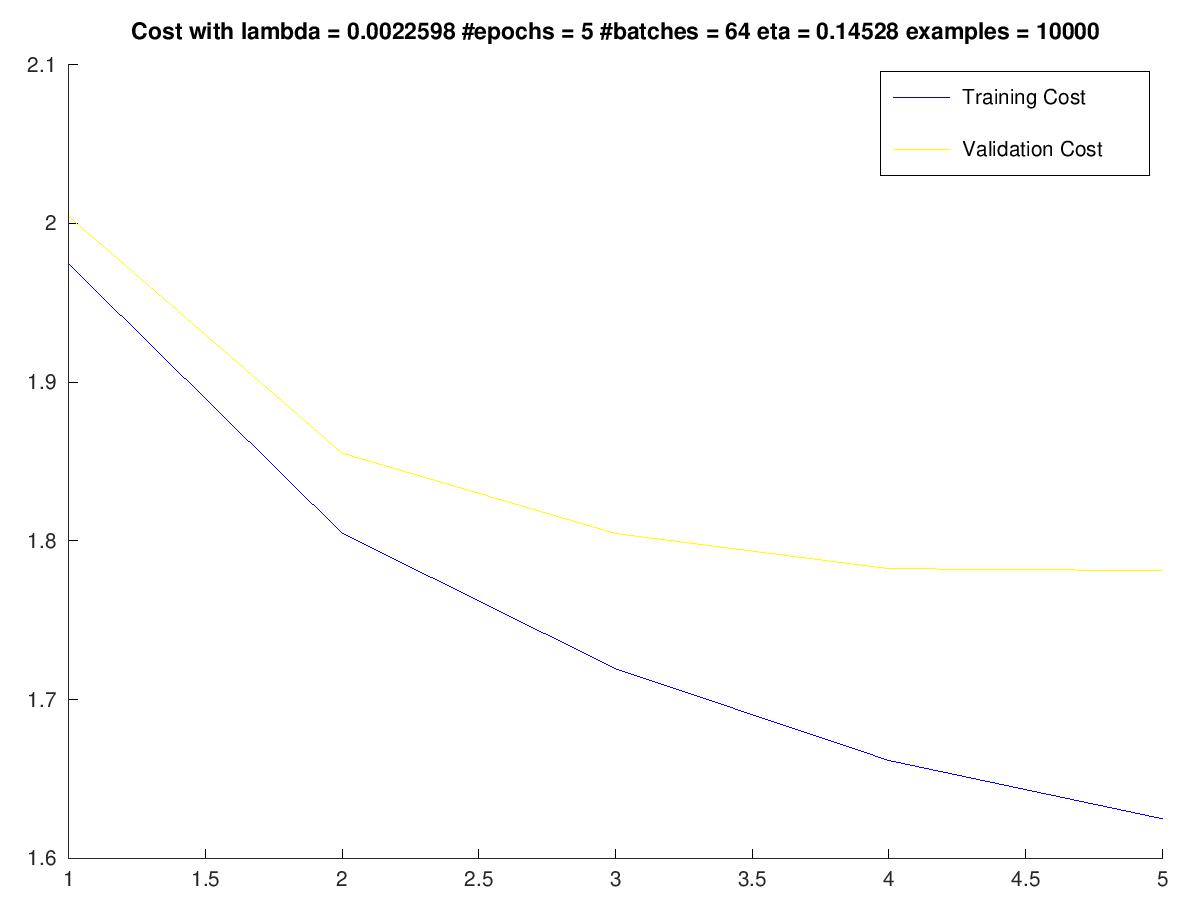 Cost with lambda = 0.0022598 #epochs = 5 #batches = 64 eta = 0.14528 examples = 10000
2.1
Training Cost
Validation Cost
2
1.9
1.8
1.7
1.6
1 1.5 2 2.5 3 3.5 4 4.5 5